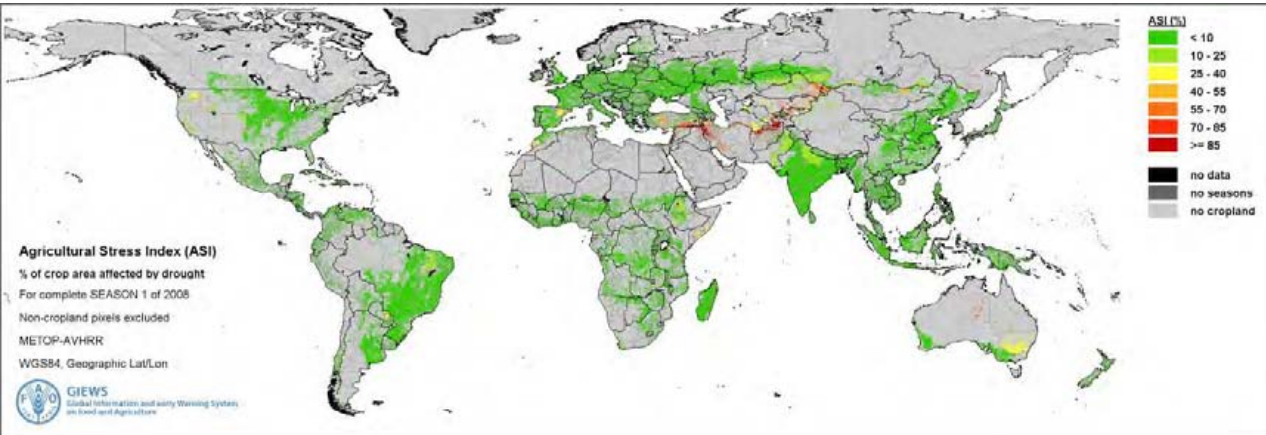 ASI (%)
< 10
10 - 25
25 - 40
40 - 55
55 - 70
70 - 85
>= 85
no data
no seasons
no cropland
Agricultural Stress Index (ASI)
% of crop area affected by drought
For complete SEASON 1 of 2008
Non-cropland pixels excluded
METOP-AVHRR
WGS84, Geographic Lat/Lon
FAO
GIEWS
Global Information and early Warning System
on food and Agriculture